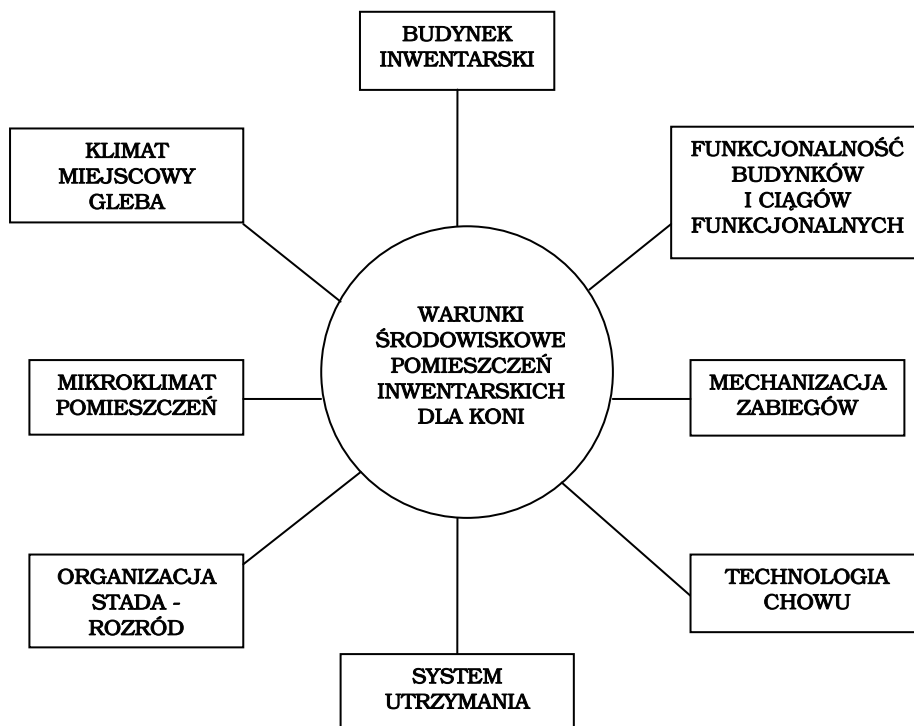 BUDYNEK
INWENTARSKI
KLIMAT
MIEJSCOWY
GLEBA
FUNKCJONALNOŚĆ
BUDYNKÓW
I CIĄGÓW
FUNKCJONALNYCH
WARUNKI
ŚRODOWISKOWE
POMIESZCZEŃ
INWENTARSKICH
DLA KONI
MIKROKLIMAT
POMIESZCZEŃ
MECHANIZACJA
ZABIEGÓW
ORGANIZACJA
STADA -
ROZRÓD
TECHNOLOGIA
CHOWU
SYSTEM
UTRZYMANIA